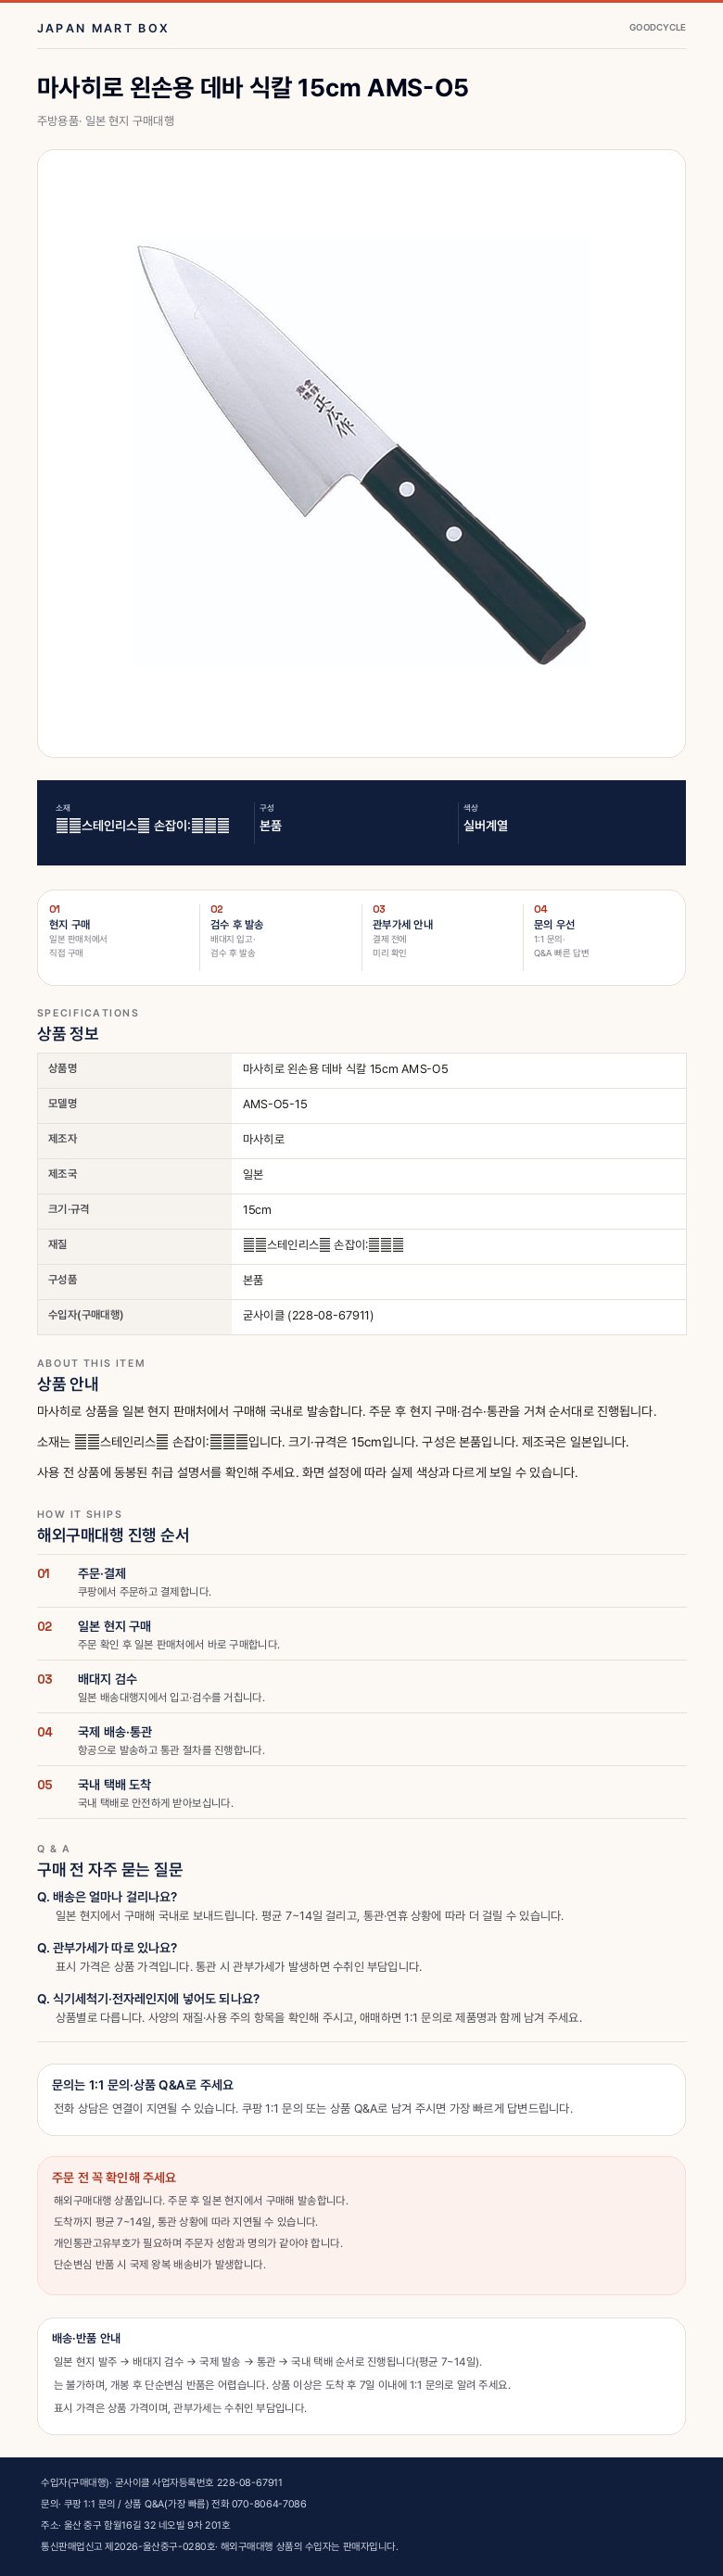 JAPAN MART BOX
GOODCYCLE
마사히로 왼손용 데바 식칼 15cm AMS-O5
주방용품· 일본 현지 구매대행
正広作
소재
스테인리스 손잡이:
구성
본품
색상
실버계열
01
현지 구매
일본 판매처에서
직접 구매
02
검수 후 발송
배대지 입고·
검수 후 발송
03
관부가세 안내
결제 전에
미리 확인
04
문의 우선
1:1 문의·
Q&A 빠른 답변
SPECIFICATIONS
상품 정보
상품명 마사히로 왼손용 데바 식칼 15cm AMS-O5
모델명 AMS-O5-15
제조자 마사히로
제조국 일본
크기·규격 15cm
재질 스테인리스 손잡이:
구성품 본품
수입자(구매대행) 굳사이클 (228-08-67911)
ABOUT THIS ITEM
상품 안내
마사히로 상품을 일본 현지 판매처에서 구매해 국내로 발송합니다. 주문 후 현지 구매·검수·통관을 거쳐 순서대로 진행됩니다.
소재는 스테인리스 손잡이:입니다. 크기·규격은 15cm입니다. 구성은 본품입니다. 제조국은 일본입니다.
사용 전 상품에 동봉된 취급 설명서를 확인해 주세요. 화면 설정에 따라 실제 색상과 다르게 보일 수 있습니다.
HOW IT SHIPS
해외구매대행 진행 순서
01 주문·결제
쿠팡에서 주문하고 결제합니다.
02 일본 현지 구매
주문 확인 후 일본 판매처에서 바로 구매합니다.
03 배대지 검수
일본 배송대행지에서 입고·검수를 거칩니다.
04 국제 배송·통관
항공으로 발송하고 통관 절차를 진행합니다.
05 국내 택배 도착
국내 택배로 안전하게 받아보십니다.
Q & A
구매 전 자주 묻는 질문
Q. 배송은 얼마나 걸리나요?
일본 현지에서 구매해 국내로 보내드립니다. 평균 7~14일 걸리고, 통관·연휴 상황에 따라 더 걸릴 수 있습니다.
Q. 관부가세가 따로 있나요?
표시 가격은 상품 가격입니다. 통관 시 관부가세가 발생하면 수취인 부담입니다.
Q. 식기세척기·전자레인지에 넣어도 되나요?
상품별로 다릅니다. 사양의 재질·사용 주의 항목을 확인해 주시고, 애매하면 1:1 문의로 제품명과 함께 남겨 주세요.
문의는 1:1 문의·상품 Q&A로 주세요
전화 상담은 연결이 지연될 수 있습니다. 쿠팡 1:1 문의 또는 상품 Q&A로 남겨 주시면 가장 빠르게 답변드립니다.
주문 전 꼭 확인해 주세요
해외구매대행 상품입니다. 주문 후 일본 현지에서 구매해 발송합니다.
도착까지 평균 7~14일, 통관 상황에 따라 지연될 수 있습니다.
개인통관고유부호가 필요하며 주문자 성함과 명의가 같아야 합니다.
단순변심 반품 시 국제 왕복 배송비가 발생합니다.
배송·반품 안내
일본 현지 발주 → 배대지 검수 → 국제 발송 → 통관 → 국내 택배 순서로 진행됩니다(평균 7~14일).
는 불가하며, 개봉 후 단순변심 반품은 어렵습니다. 상품 이상은 도착 후 7일 이내에 1:1 문의로 알려 주세요.
표시 가격은 상품 가격이며, 관부가세는 수취인 부담입니다.
수입자(구매대행)· 굳사이클 사업자등록번호 228-08-67911
문의· 쿠팡 1:1 문의 / 상품 Q&A(가장 빠름) 전화 070-8064-7086
주소· 울산 중구 함월16길 32 네오빌 9차 201호
통신판매업신고 제2026-울산중구-0280호· 해외구매대행 상품의 수입자는 판매자입니다.